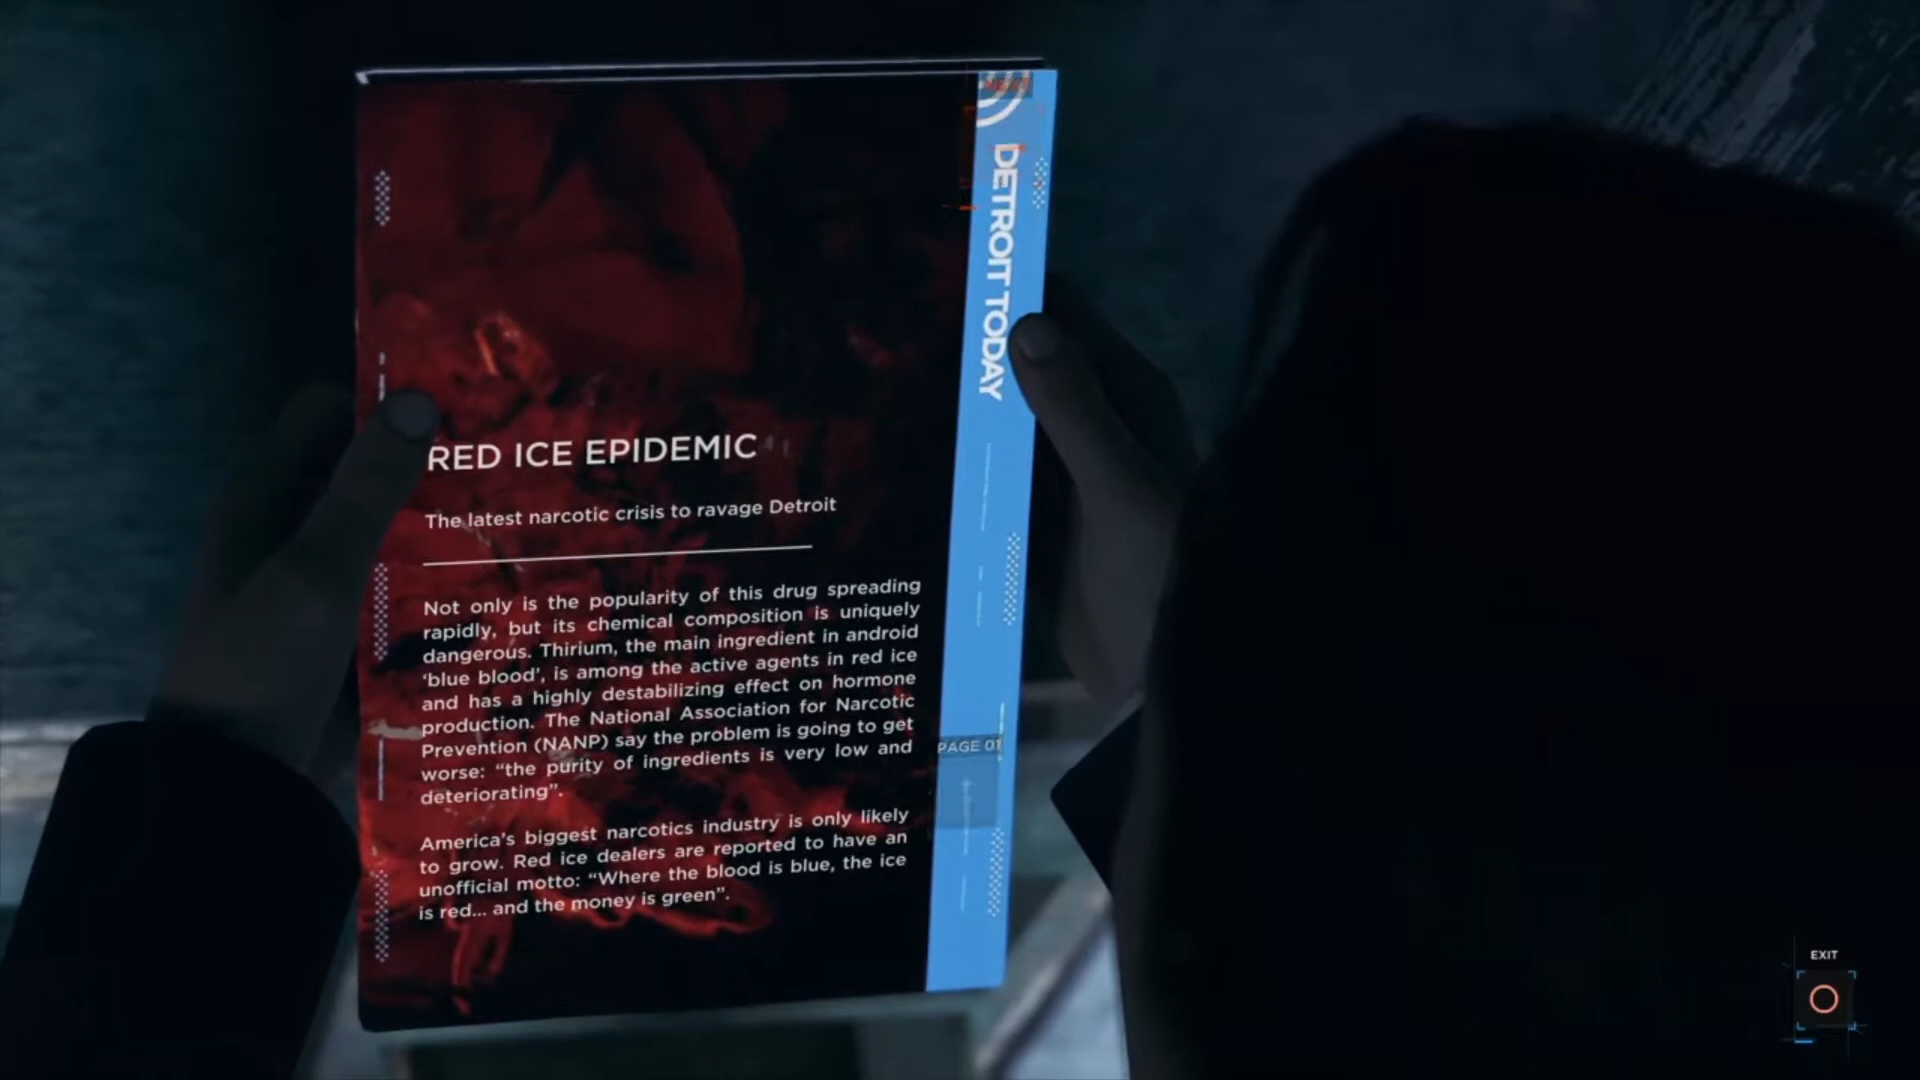 DETROIT TODAY
RED ICE EPIDEMIC
The latest narcotic crisis to ravage Detroit
Not only is the popularity of this drug spreading
rapidly, but its chemical composition is uniquely
dangerous. Thirium, the main ingredient in android
‘blue blood’, is among the active agents in red ice
and has a highly destabilizing effect on hormone
production. The National Association for Narcotic
Prevention (NANP) say the problem is going to get
worse: “the purity of ingredients is very low and
deteriorating”.
America’s biggest narcotics industry is only likely
to grow. Red ice dealers are reported to have an
unofficial motto: “Where the blood is blue, the ice
is red... and the money is green”.
PAGE 01
EXIT